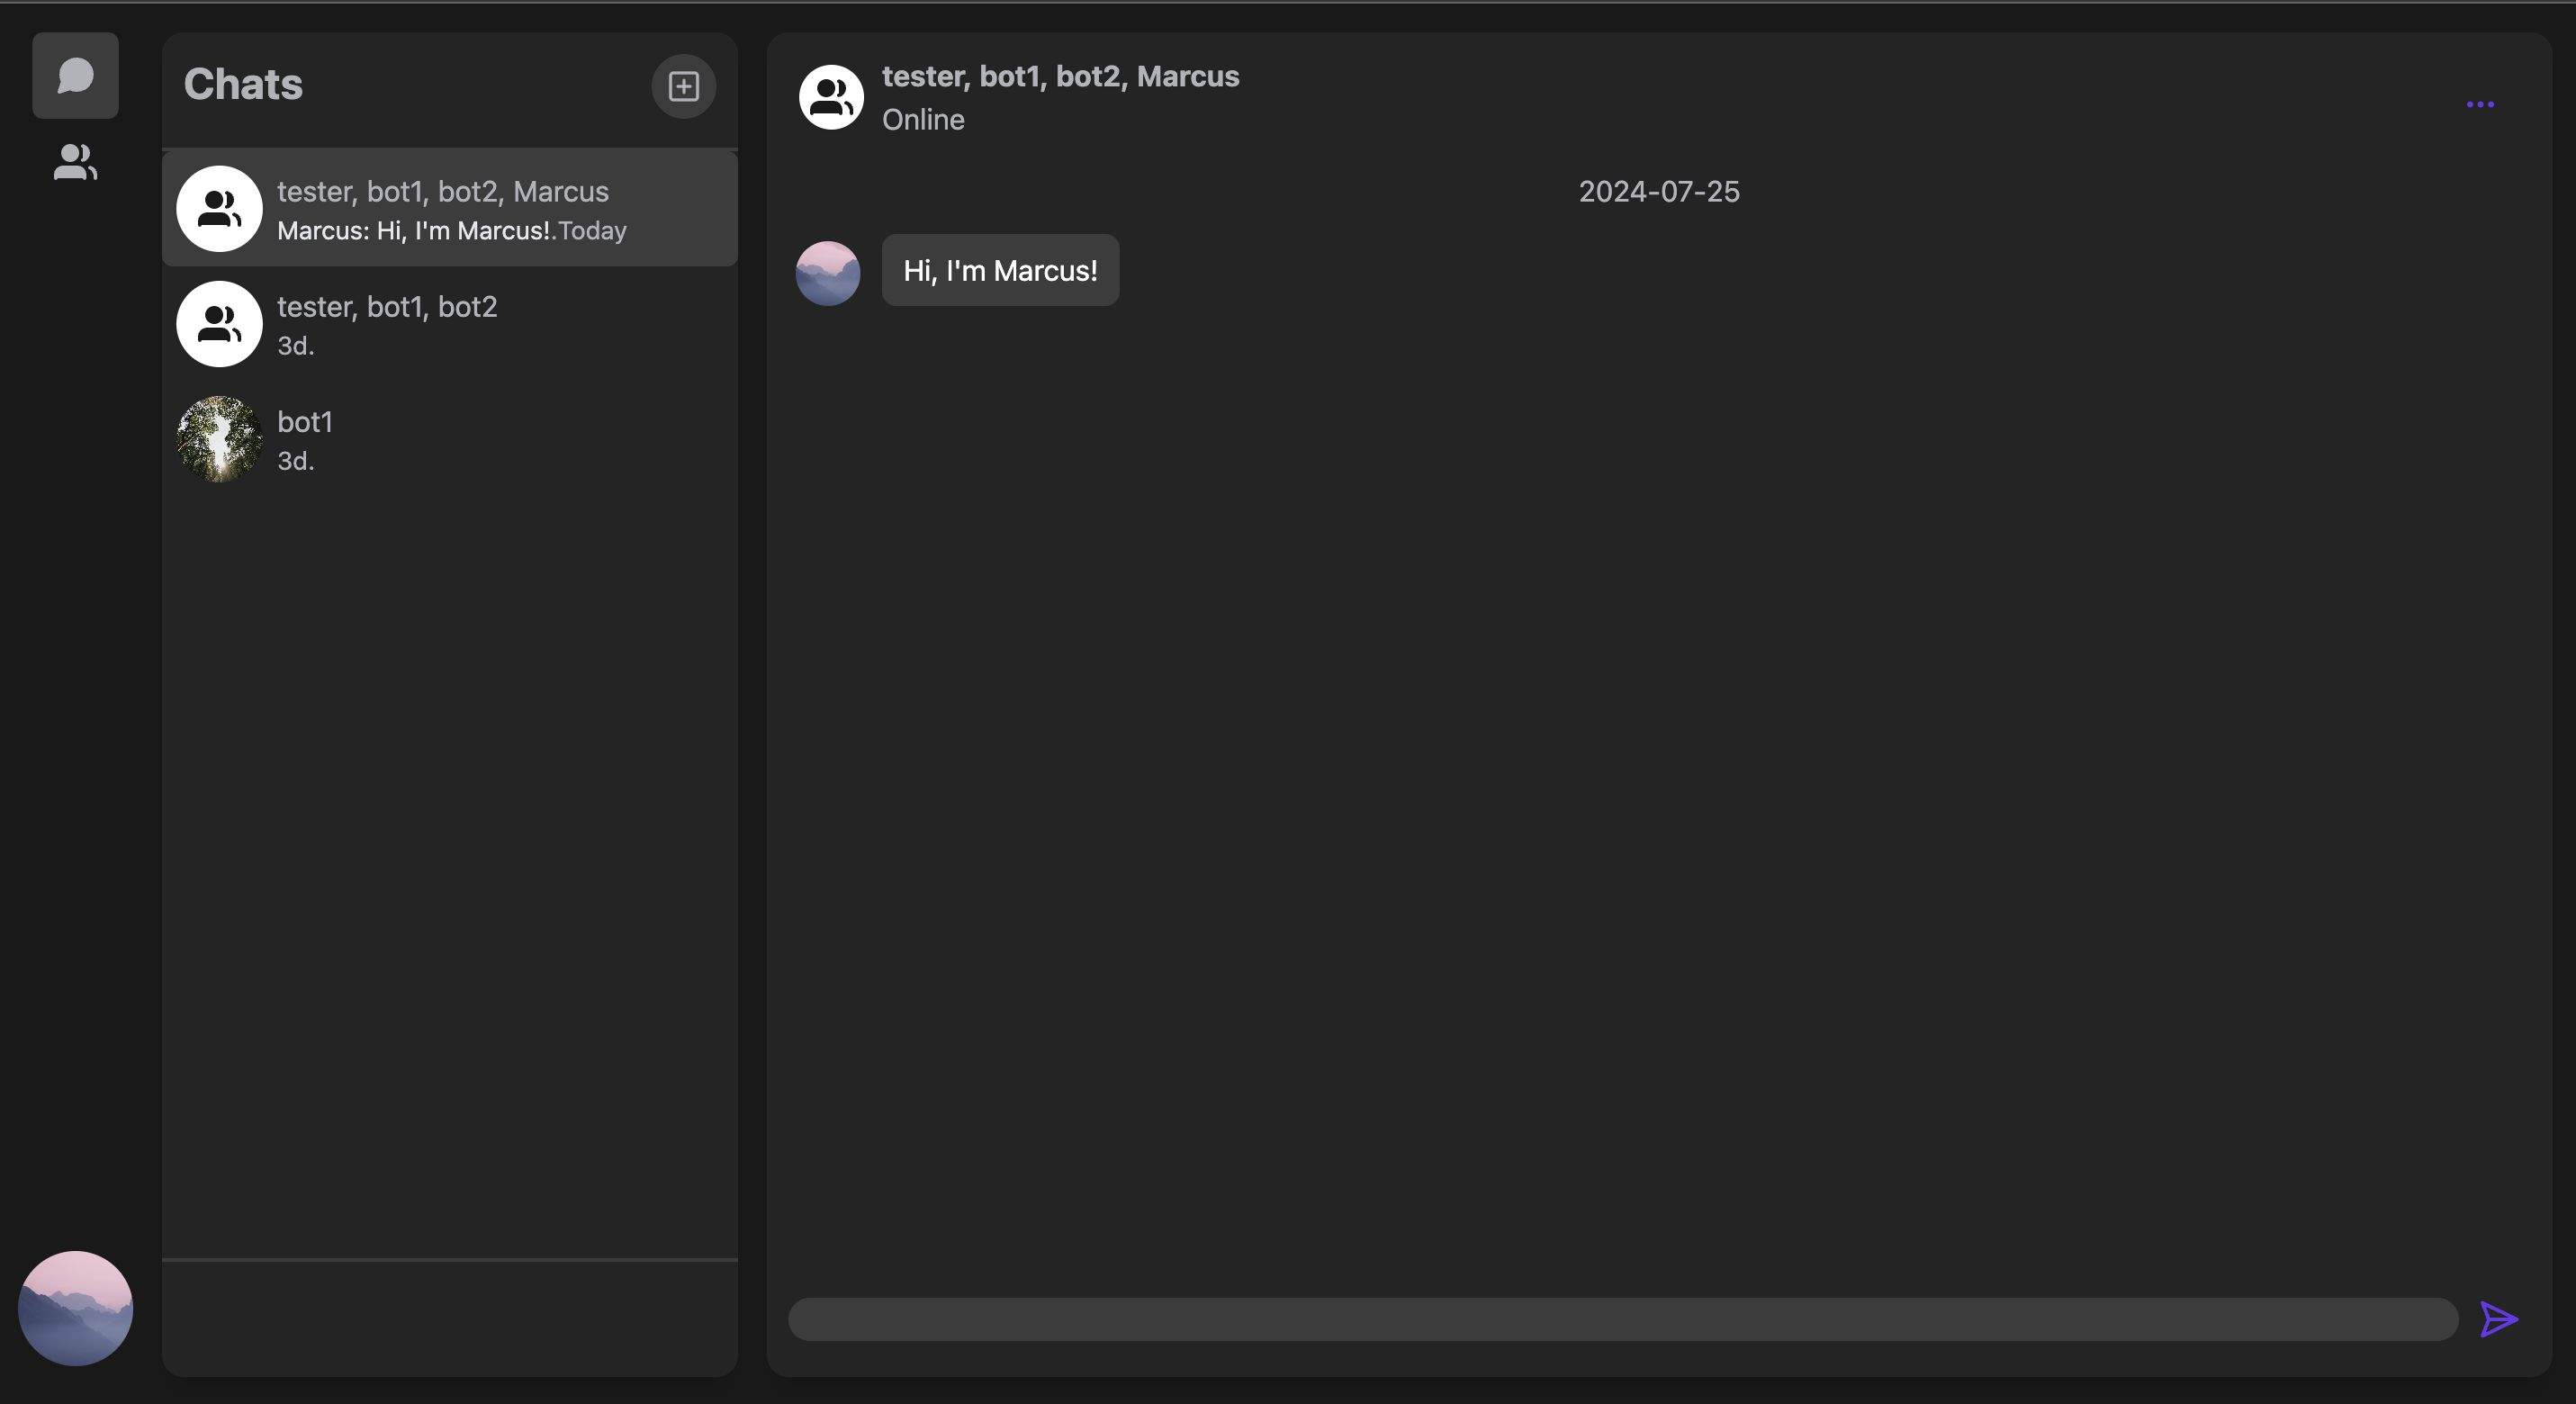 Chats
tester, bot1, bot2, Marcus
Marcus: Hi, I'm Marcus!.Today
tester, bot1, bot2
3d.
bot1
3d.
tester, bot1, bot2, Marcus
Online
2024-07-25
Hi, I'm Marcus!